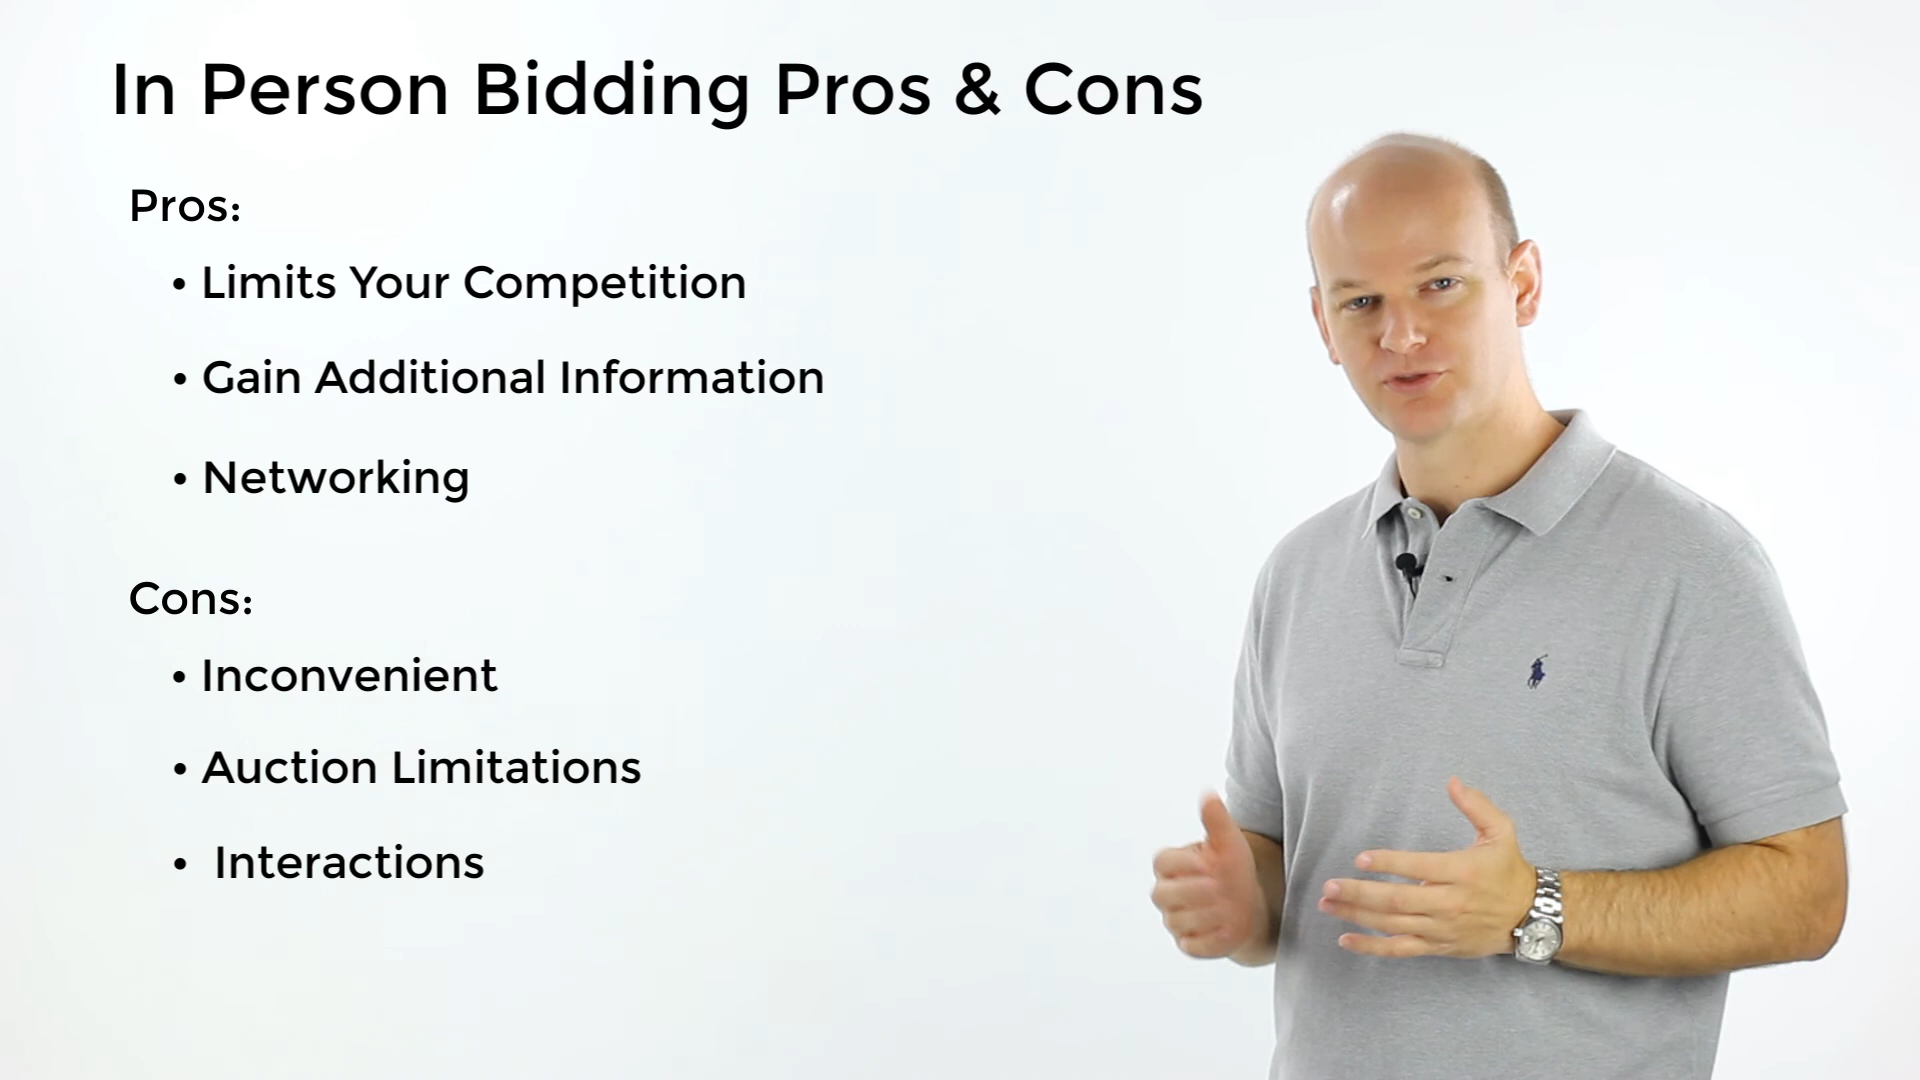 In Person Bidding Pros & Cons
Pros:
• Limits Your Competition
• Gain Additional Information
• Networking
Cons:
• Inconvenient
• Auction Limitations
• Interactions